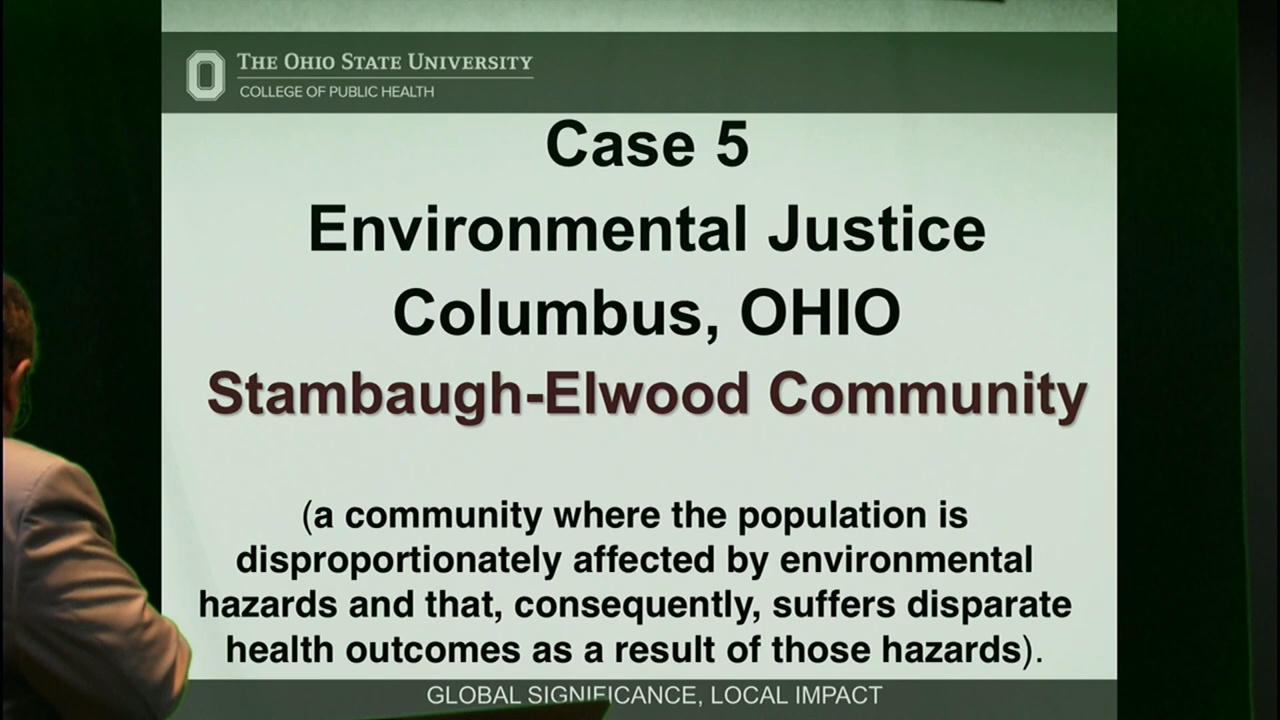 THE OHIO STATE UNIVERSITY
COLLEGE OF PUBLIC HEALTH
Case 5
Environmental Justice
Columbus, OHIO
Stambaugh-Elwood Community
(a community where the population is
disproportionately affected by environmental
hazards and that, consequently, suffers disparate
health outcomes as a result of those hazards).
GLOBAL SIGNIFICANCE, LOCAL IMPACT